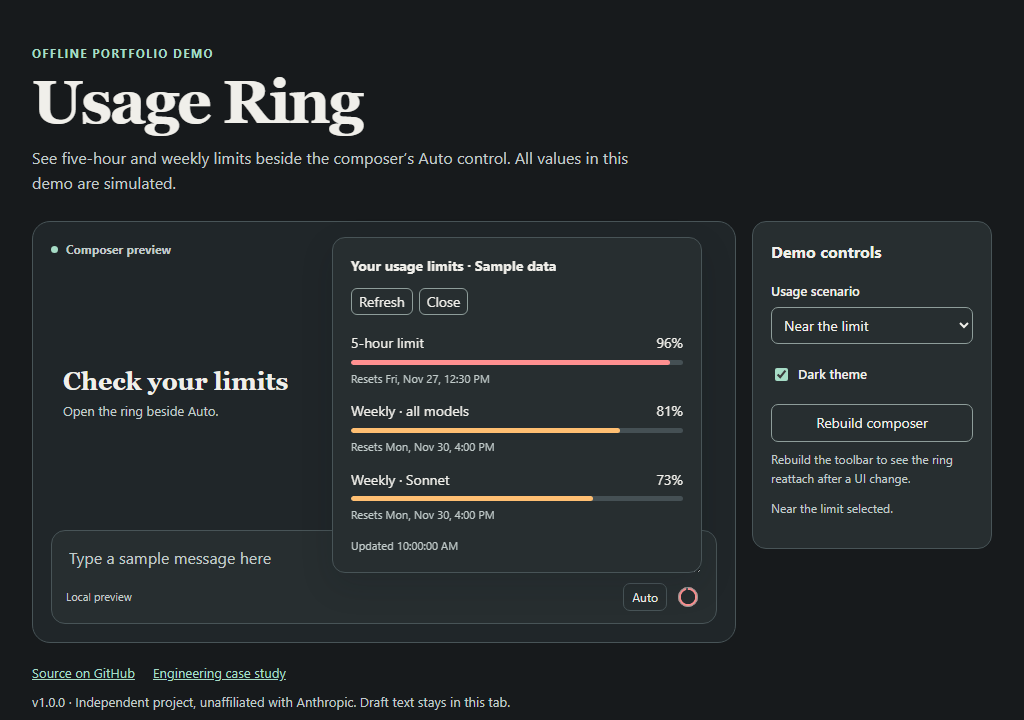 OFFLINE PORTFOLIO DEMO
Usage Ring
See five-hour and weekly limits beside the composer’s Auto control. All values in this
demo are simulated.
Composer preview
Check your limits
Open the ring beside Auto.
Your usage limits · Sample data
Refresh
Close
5-hour limit
96%
Resets Fri, Nov 27, 12:30 PM
Weekly · all models
81%
Resets Mon, Nov 30, 4:00 PM
Weekly · Sonnet
73%
Resets Mon, Nov 30, 4:00 PM
Updated 10:00:00 AM
Type a sample message here
Local preview
Auto
Demo controls
Usage scenario
Near the limit
Dark theme
Rebuild composer
Rebuild the toolbar to see the ring
reattach after a UI change.
Near the limit selected.
Source on GitHub
Engineering case study
v1.0.0 · Independent project, unaffiliated with Anthropic. Draft text stays in this tab.